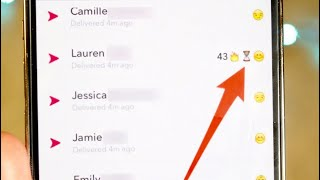 Camille
Delivered 4m ago
Lauren
Delivered 4m ago
43
Jessica
Delivered 4m ago
Jamie
Delivered 4m ago
Emily